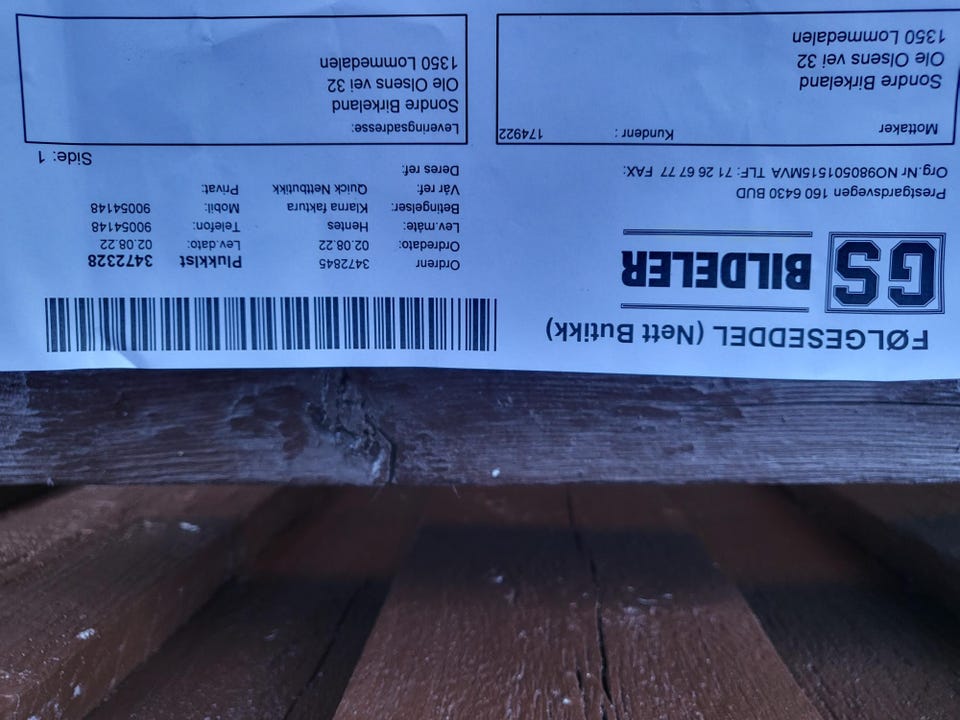 FØLGESEDDEL (Nett Butikk)
GS BILDELER
Prestgardsvegen 160 6430 BUD
Org.Nr.NO980501515MVA TLF: 71 26 67 77 FAX:
Ordrenr 3472845 Plukklist 3472328
Ordredato: 02.08.22 Lev.dato: 02.08.22
Lev.måte: Hentes Telefon: 90054148
Betingelser: Klarna faktura Mobil: 90054148
Vår ref: Quick Nettbutikk Privat:
Deres ref:
Side: 1
Mottaker Kundenr: 174922
Sondre Birkeland
Ole Olsens vei 32
1350 Lommedalen
Leveringsadresse:
Sondre Birkeland
Ole Olsens vei 32
1350 Lommedalen